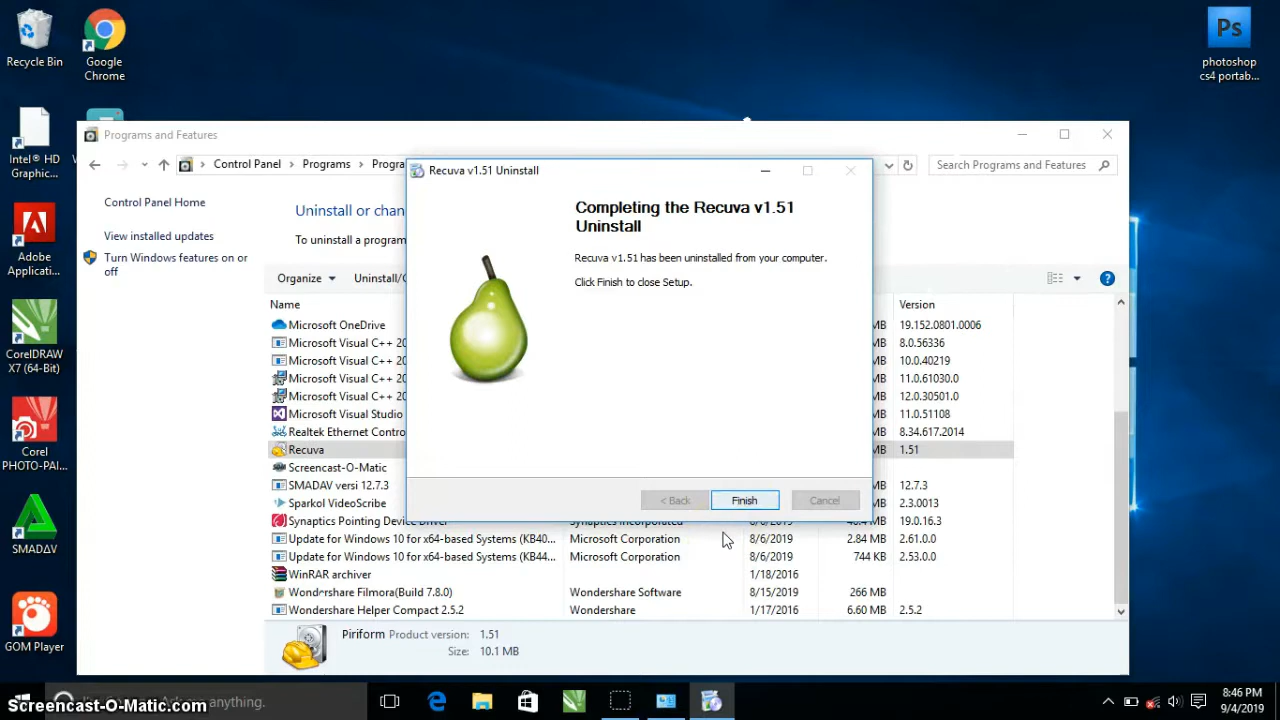 Recycle Bin
Google
Chrome
Ps
photoshop
cs4 portab...
Intel® HD
Graphic...
Adobe
Applicati...
CorelDRAW
X7 (64-Bit)
Corel
PHOTO-PAI...
SMADΔV
GOM Player
Programs and Features
Control Panel
Programs
Progra
Search Programs and Features
Control Panel Home
View installed updates
Turn Windows features on or
off
Uninstall or chan
To uninstall a program
Organize
Uninstall/C
Name
Version
Microsoft OneDrive
MB
19.152.0801.0006
Microsoft Visual C++ 20
MB
8.0.56336
Microsoft Visual C++ 20
MB
10.0.40219
Microsoft Visual C++ 20
MB
11.0.61030.0
Microsoft Visual C++ 20
MB
12.0.30501.0
Microsoft Visual Studio
MB
11.0.51108
Realtek Ethernet Contro
MB
8.34.617.2014
Recuva
MB
1.51
Screencast-O-Matic
SMADAV versi 12.7.3
MB
12.7.3
Sparkol VideoScribe
MB
2.3.0013
Synaptics Pointing Device Driver
Synaptics Incorporated
8/6/2019
46.4 MB
19.0.16.3
Update for Windows 10 for x64-based Systems (KB40...
Microsoft Corporation
8/6/2019
2.84 MB
2.61.0.0
Update for Windows 10 for x64-based Systems (KB44...
Microsoft Corporation
8/6/2019
744 KB
2.53.0.0
WinRAR archiver
1/18/2016
Wondershare Filmora(Build 7.8.0)
Wondershare Software
8/15/2019
266 MB
Wondershare Helper Compact 2.5.2
Wondershare
1/17/2016
6.60 MB
2.5.2
Piriform Product version: 1.51
Size: 10.1 MB
Recuva v1.51 Uninstall
Completing the Recuva v1.51
Uninstall
Recuva v1.51 has been uninstalled from your computer.
Click Finish to close Setup.
< Back
Finish
Cancel
anything.
Screencast-O-Matic.com
8:46 PM
9/4/2019